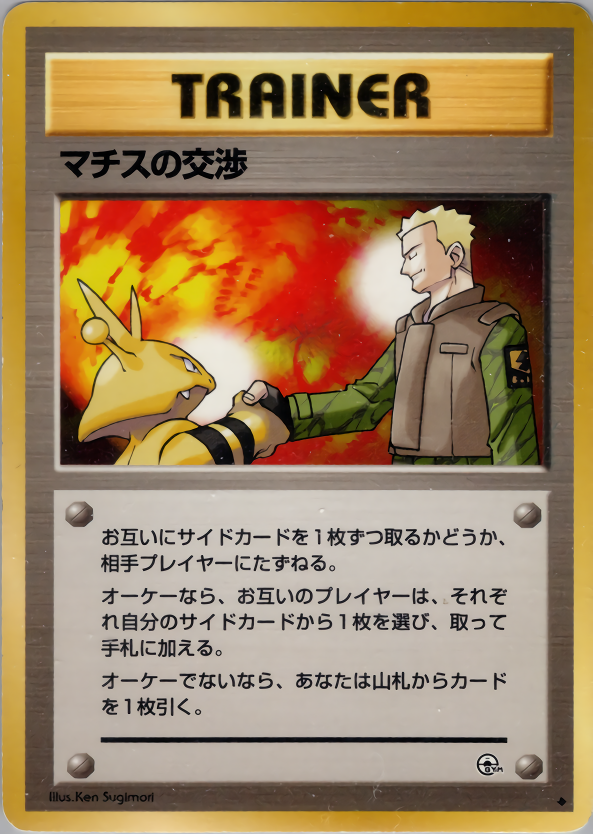 TRAINER
マチスの交渉
お互いにサイドカードを1枚ずつ取るかどうか、
相手プレイヤーにたずねる。
オーケーなら、お互いのプレイヤーは、それぞ
れ自分のサイドカードから1枚を選び、取って
手札に加える。
オーケーでないなら、あなたは山札からカード
を1枚引く。
GYM
Illus.Ken Sugimori